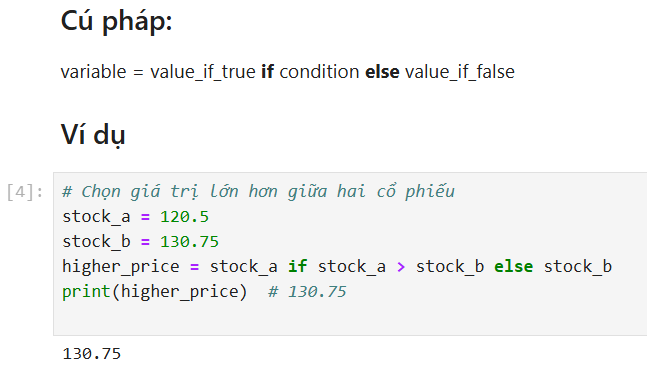 Cú pháp:
variable = value_if_true if condition else value_if_false
Ví dụ
[4]:
# Chọn giá trị lớn hơn giữa hai cổ phiếu
stock_a = 120.5
stock_b = 130.75
higher_price = stock_a if stock_a > stock_b else stock_b
print(higher_price)  # 130.75
130.75